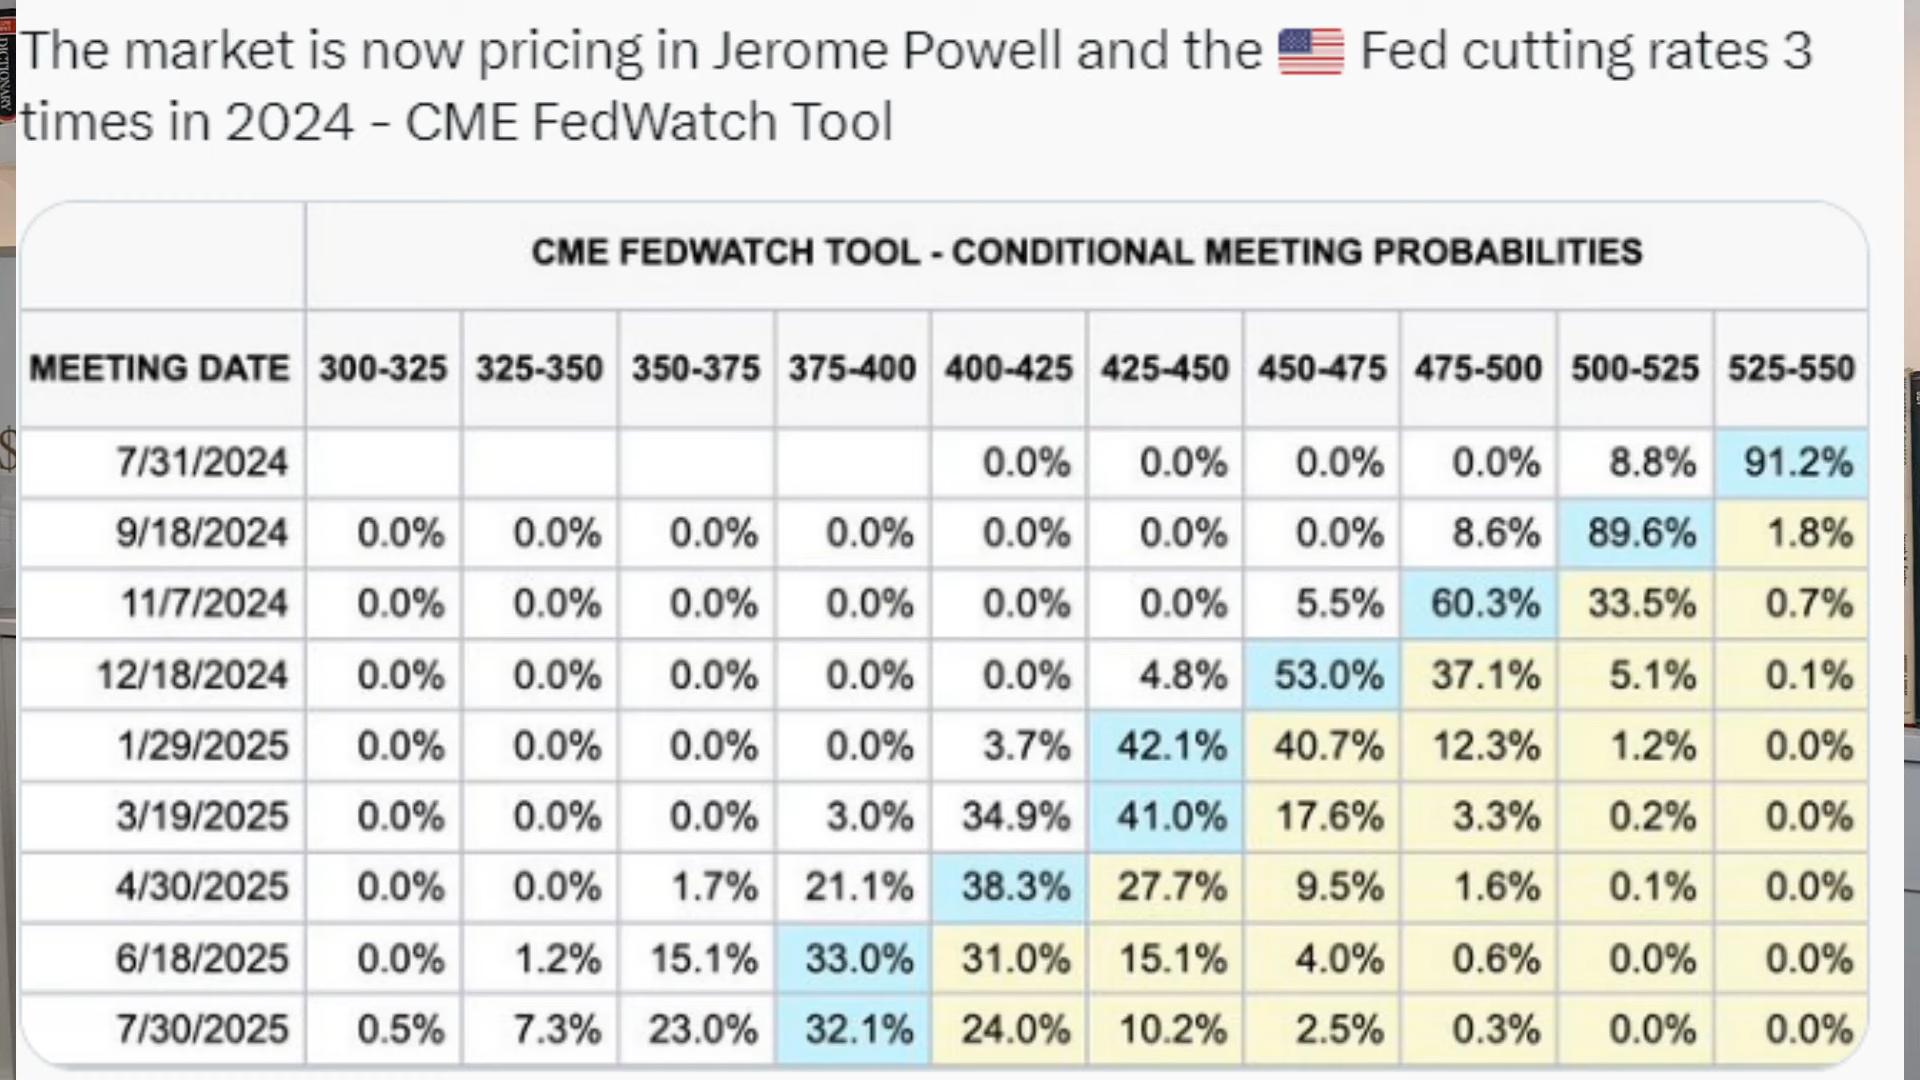 The market is now pricing in Jerome Powell and the 🇺🇸 Fed cutting rates 3
times in 2024 - CME FedWatch Tool
CME FEDWATCH TOOL - CONDITIONAL MEETING PROBABILITIES
MEETING DATE 300-325 325-350 350-375 375-400 400-425 425-450 450-475 475-500 500-525 525-550
7/31/2024 0.0% 0.0% 0.0% 0.0% 8.8% 91.2%
9/18/2024 0.0% 0.0% 0.0% 0.0% 0.0% 0.0% 0.0% 8.6% 89.6% 1.8%
11/7/2024 0.0% 0.0% 0.0% 0.0% 0.0% 0.0% 5.5% 60.3% 33.5% 0.7%
12/18/2024 0.0% 0.0% 0.0% 0.0% 0.0% 4.8% 53.0% 37.1% 5.1% 0.1%
1/29/2025 0.0% 0.0% 0.0% 0.0% 3.7% 42.1% 40.7% 12.3% 1.2% 0.0%
3/19/2025 0.0% 0.0% 0.0% 3.0% 34.9% 41.0% 17.6% 3.3% 0.2% 0.0%
4/30/2025 0.0% 0.0% 1.7% 21.1% 38.3% 27.7% 9.5% 1.6% 0.1% 0.0%
6/18/2025 0.0% 1.2% 15.1% 33.0% 31.0% 15.1% 4.0% 0.6% 0.0% 0.0%
7/30/2025 0.5% 7.3% 23.0% 32.1% 24.0% 10.2% 2.5% 0.3% 0.0% 0.0%
DICTIONARY
$